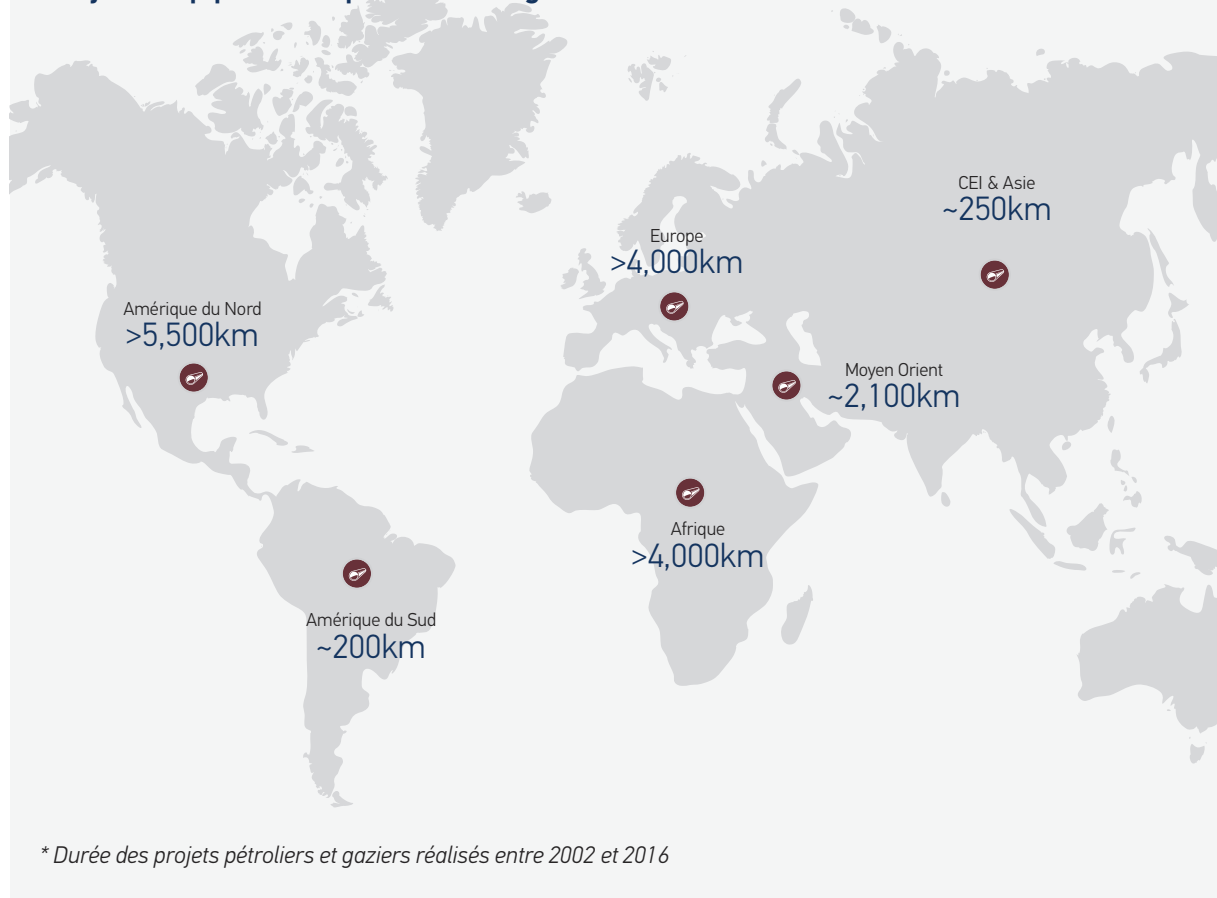 CEI & Asie
~250km
Europe
>4,000km
Amérique du Nord
>5,500km
Moyen Orient
~2,100km
Afrique
>4,000km
Amérique du Sud
~200km
* Durée des projets pétroliers et gaziers réalisés entre 2002 et 2016